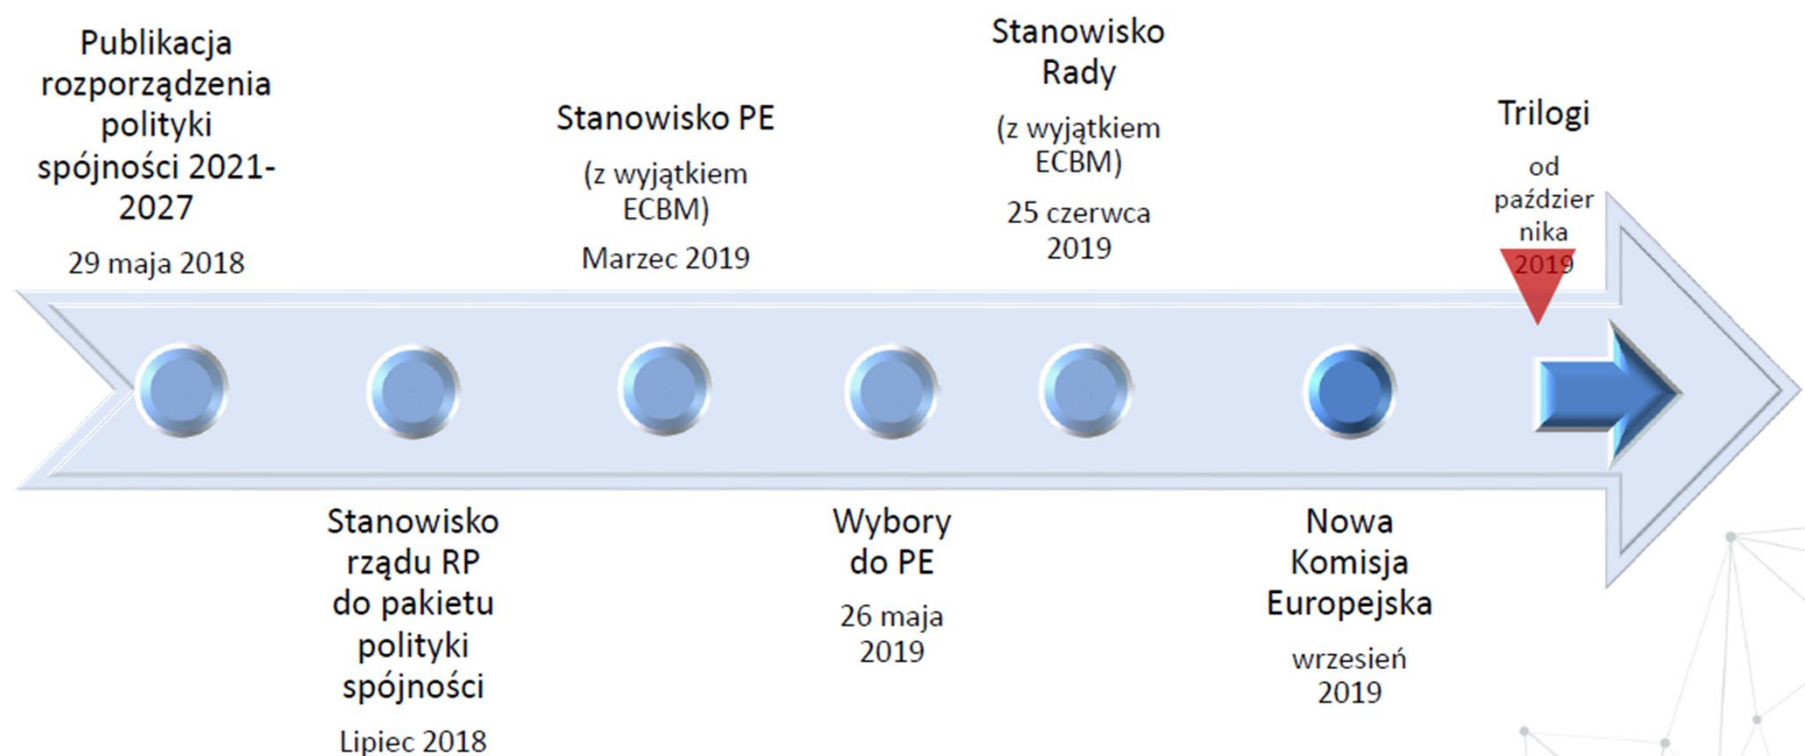 Publikacja
rozporządzenia
polityki
spójności 2021-
2027
29 maja 2018
Stanowisko
rządu RP
do pakietu
polityki
spójności
Lipiec 2018
Stanowisko PE
(z wyjątkiem
ECBM)
Marzec 2019
Wybory
do PE
26 maja
2019
Stanowisko
Rady
(z wyjątkiem
ECBM)
25 czerwca
2019
Nowa
Komisja
Europejska
wrzesień
2019
Trilogi
od
paździer
nika
2019